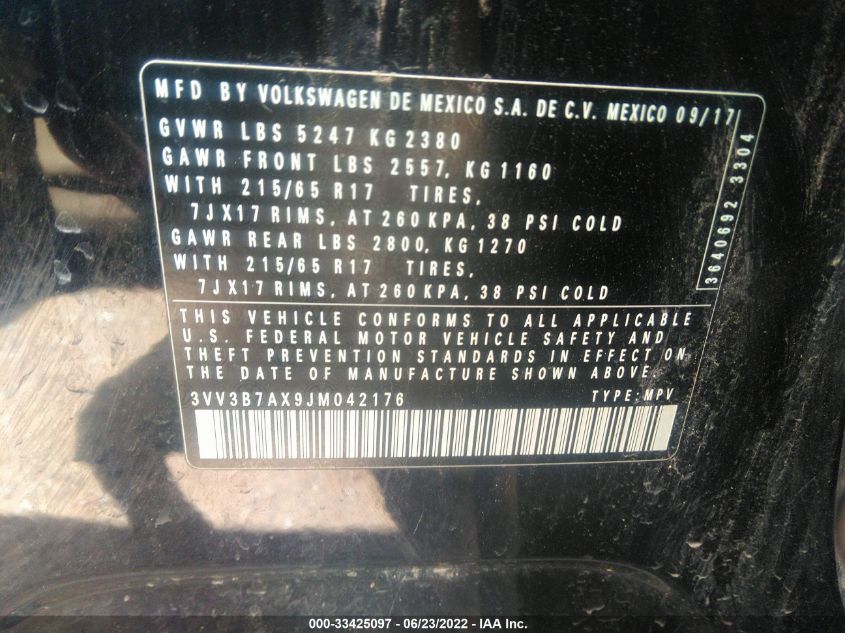 MFD BY VOLKSWAGEN DE MEXICO S.A. DE C.V. MEXICO 09/17
GVWR LBS 5247 KG 2380
GAWR FRONT LBS 2557, KG 1160
WITH 215/65 R17 TIRES,
7JX17 RIMS, AT 260 KPA, 38 PSI COLD
GAWR REAR LBS 2800, KG 1270
WITH 215/65 R17 TIRES,
7JX17 RIMS, AT 260 KPA, 38 PSI COLD
3640692 3304
THIS VEHICLE CONFORMS TO ALL APPLICABLE
U.S. FEDERAL MOTOR VEHICLE SAFETY AND
THEFT PREVENTION STANDARDS IN EFFECT ON
THE DATE OF MANUFACTURE SHOWN ABOVE.
3VV3B7AX9JM042176 TYPE: MPV
000-33425097 - 06/23/2022 - IAA Inc.